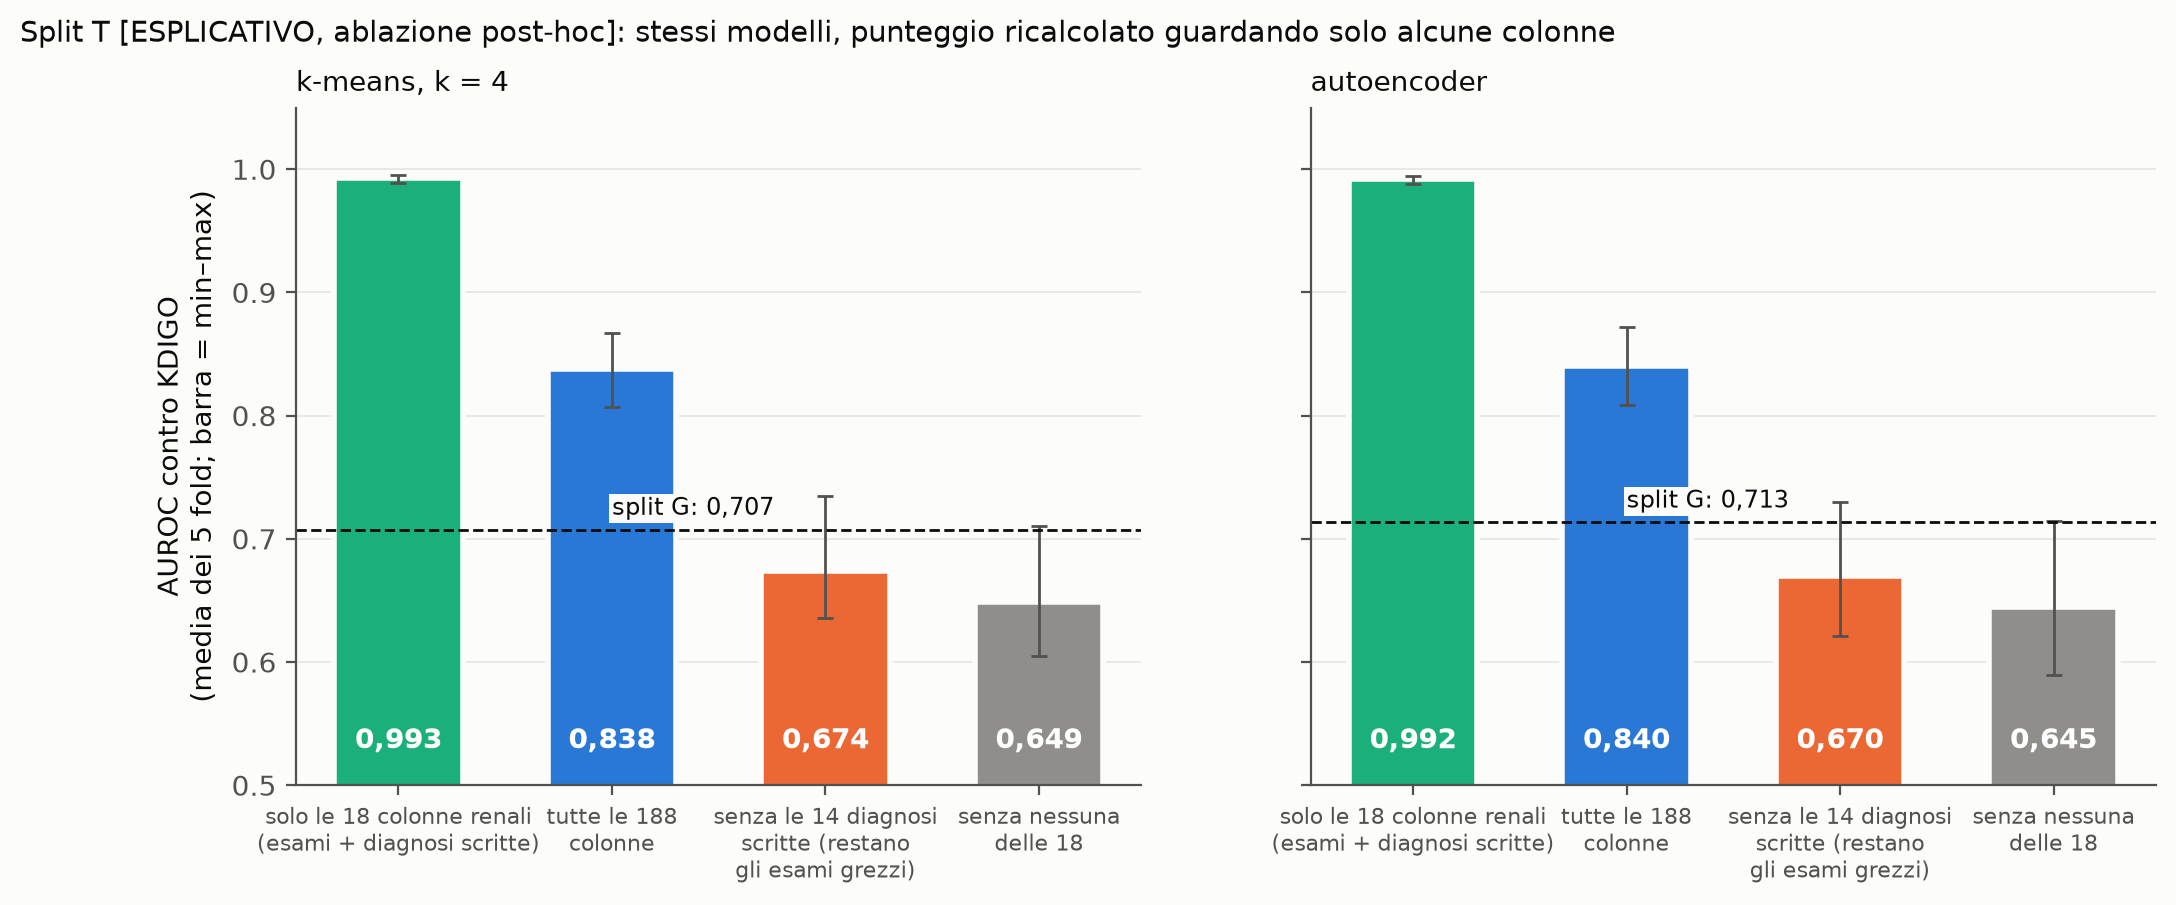 Split T [ESPLICATIVO, ablazione post-hoc]: stessi modelli, punteggio ricalcolato guardando solo alcune colonne
k-means, k = 4
AUROC contro KDIGO
(media dei 5 fold; barra = min–max)
1.0
0.9
0.8
0.7
0.6
0.5
split G: 0,707
0,993
0,838
0,674
0,649
solo le 18 colonne renali
(esami + diagnosi scritte)
tutte le 188
colonne
senza le 14 diagnosi
scritte (restano
gli esami grezzi)
senza nessuna
delle 18
autoencoder
split G: 0,713
0,992
0,840
0,670
0,645
solo le 18 colonne renali
(esami + diagnosi scritte)
tutte le 188
colonne
senza le 14 diagnosi
scritte (restano
gli esami grezzi)
senza nessuna
delle 18